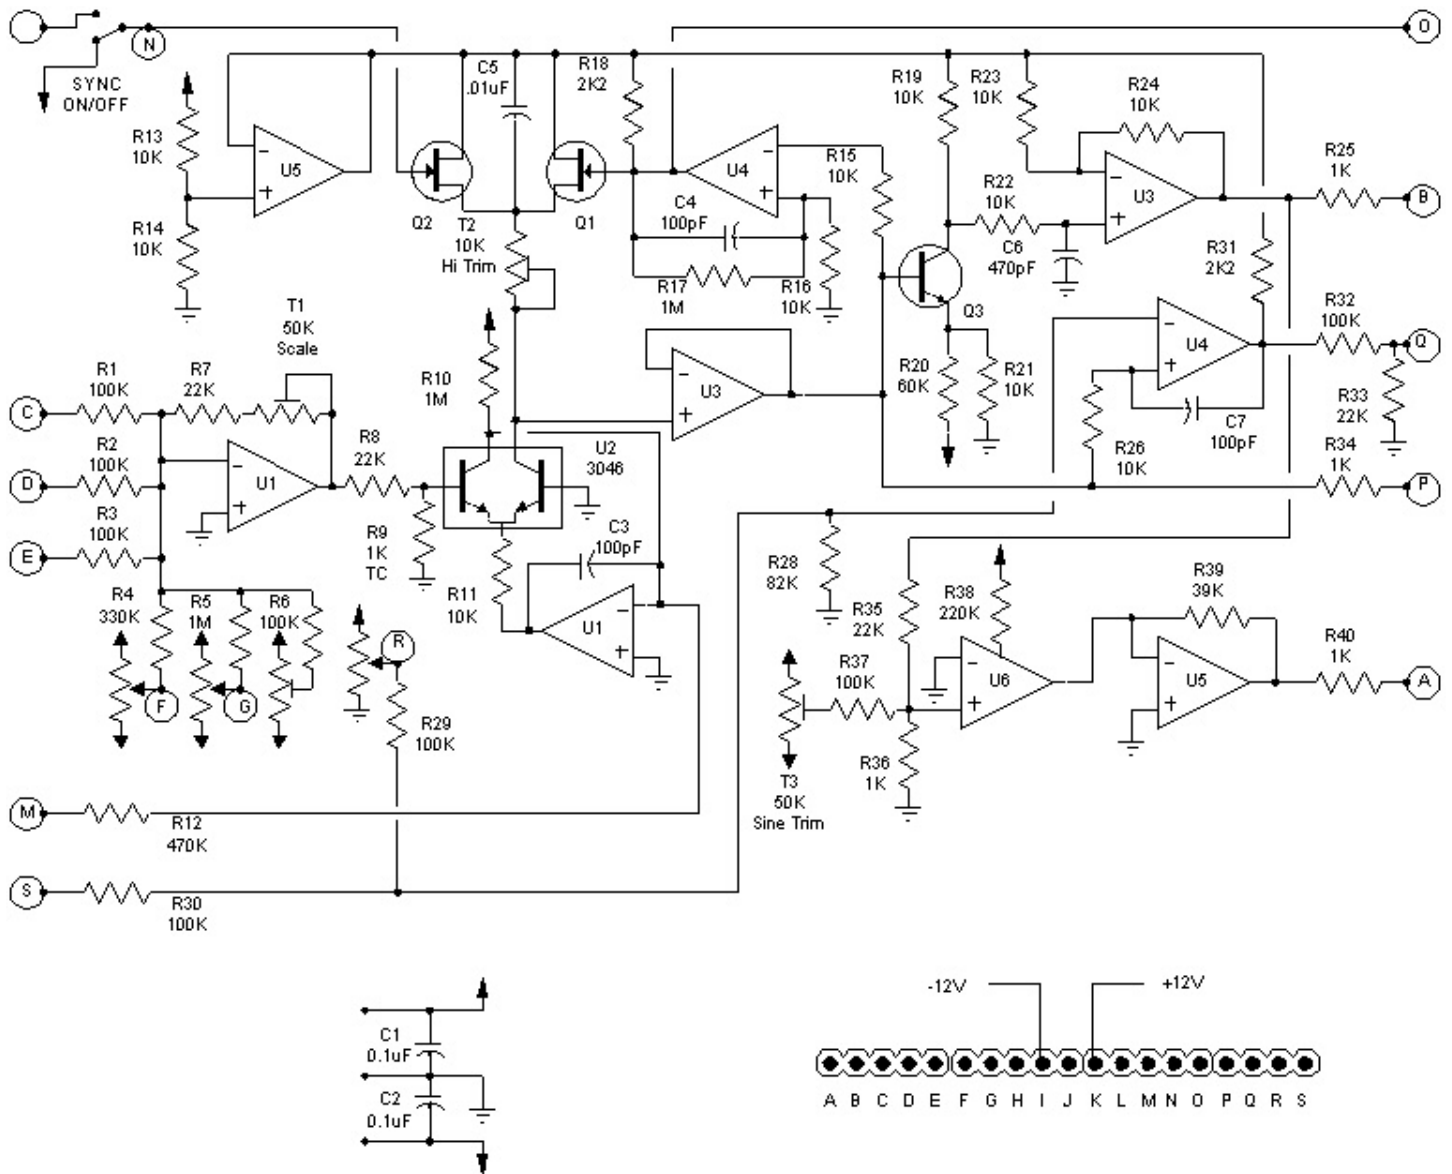 N
O
SYNC
ON/OFF
C5
.01uF
R18
2K2
R19
10K
R23
10K
R24
10K
R13
10K
U5
-
+
Q2
Q1
U4
-
+
R15
10K
C4
100pF
R22
10K
U3
-
+
R25
1K
B
R14
10K
T2
10K
Hi Trim
R17
1M
R16
10K
C6
470pF
Q3
R31
2K2
T1
50K
Scale
R32
100K
Q
U4
-
+
R1
100K
R7
22K
R10
1M
U3
-
+
R20
60K
R21
10K
R33
22K
C
R2
100K
R8
22K
U2
3046
C7
100pF
R26
10K
R34
1K
P
D
U1
-
+
R3
100K
E
R9
1K
TC
C3
100pF
R28
82K
R4
330K
R5
1M
R6
100K
R11
10K
U1
-
+
R
R35
22K
R38
220K
R39
39K
R37
100K
U6
-
+
U5
-
+
R40
1K
A
F
G
R29
100K
T3
50K
Sine Trim
R36
1K
M
R12
470K
S
R30
100K
C1
0.1uF
C2
0.1uF
-12V
+12V
A B C D E F G H I J K L M N O P Q R S